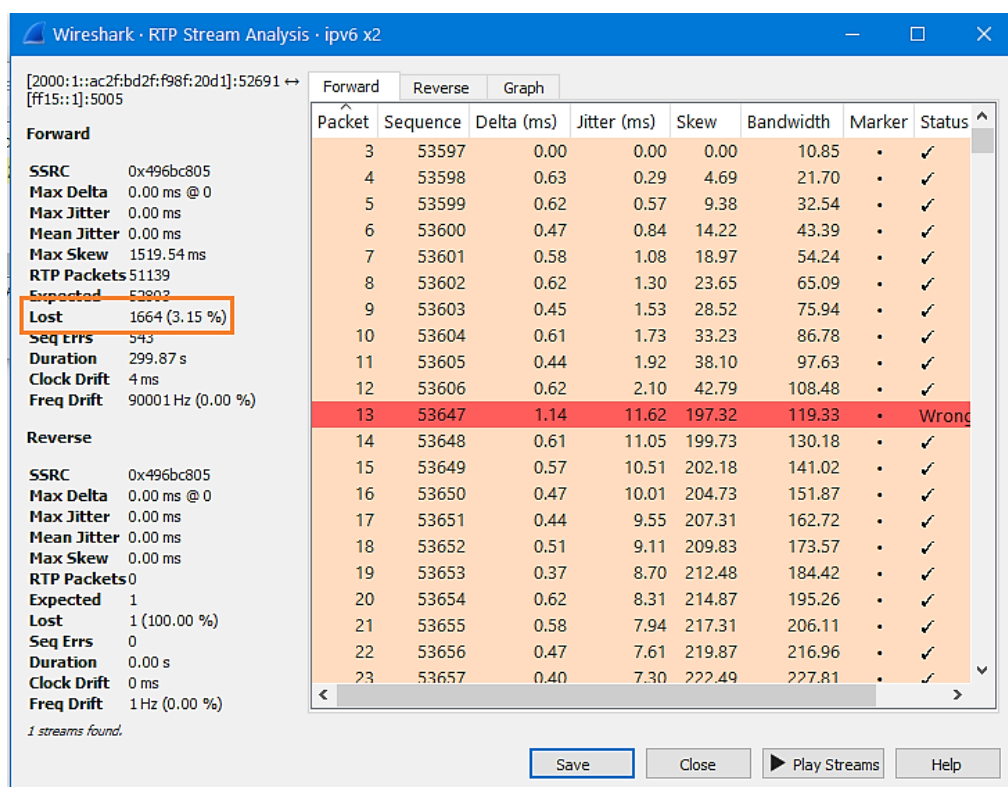 Wireshark · RTP Stream Analysis · ipv6 x2
[2000:1::ac2f:bd2f:f98f:20d1]:52691 ↔
[ff15::1]:5005
Forward
SSRC 0x496bc805
Max Delta 0.00 ms @ 0
Max Jitter 0.00 ms
Mean Jitter 0.00 ms
Max Skew 1519.54 ms
RTP Packets 51139
Expected 52803
Lost 1664 (3.15 %)
Seq Errs 543
Duration 299.87 s
Clock Drift 4 ms
Freq Drift 90001 Hz (0.00 %)
Reverse
SSRC 0x496bc805
Max Delta 0.00 ms @ 0
Max Jitter 0.00 ms
Mean Jitter 0.00 ms
Max Skew 0.00 ms
RTP Packets 0
Expected 1
Lost 1 (100.00 %)
Seq Errs 0
Duration 0.00 s
Clock Drift 0 ms
Freq Drift 1 Hz (0.00 %)
1 streams found.
Forward Reverse Graph
Packet Sequence Delta (ms) Jitter (ms) Skew Bandwidth Marker Status
3 53597 0.00 0.00 0.00 10.85 • ✓
4 53598 0.63 0.29 4.69 21.70 • ✓
5 53599 0.62 0.57 9.38 32.54 • ✓
6 53600 0.47 0.84 14.22 43.39 • ✓
7 53601 0.58 1.08 18.97 54.24 • ✓
8 53602 0.62 1.30 23.65 65.09 • ✓
9 53603 0.45 1.53 28.52 75.94 • ✓
10 53604 0.61 1.73 33.23 86.78 • ✓
11 53605 0.44 1.92 38.10 97.63 • ✓
12 53606 0.62 2.10 42.79 108.48 • ✓
13 53647 1.14 11.62 197.32 119.33 • Wrong
14 53648 0.61 11.05 199.73 130.18 • ✓
15 53649 0.57 10.51 202.18 141.02 • ✓
16 53650 0.47 10.01 204.73 151.87 • ✓
17 53651 0.44 9.55 207.31 162.72 • ✓
18 53652 0.51 9.11 209.83 173.57 • ✓
19 53653 0.37 8.70 212.48 184.42 • ✓
20 53654 0.62 8.31 214.87 195.26 • ✓
21 53655 0.58 7.94 217.31 206.11 • ✓
22 53656 0.47 7.61 219.87 216.96 • ✓
23 53657 0.40 7.30 222.49 227.81 • ✓
Save Close Play Streams Help